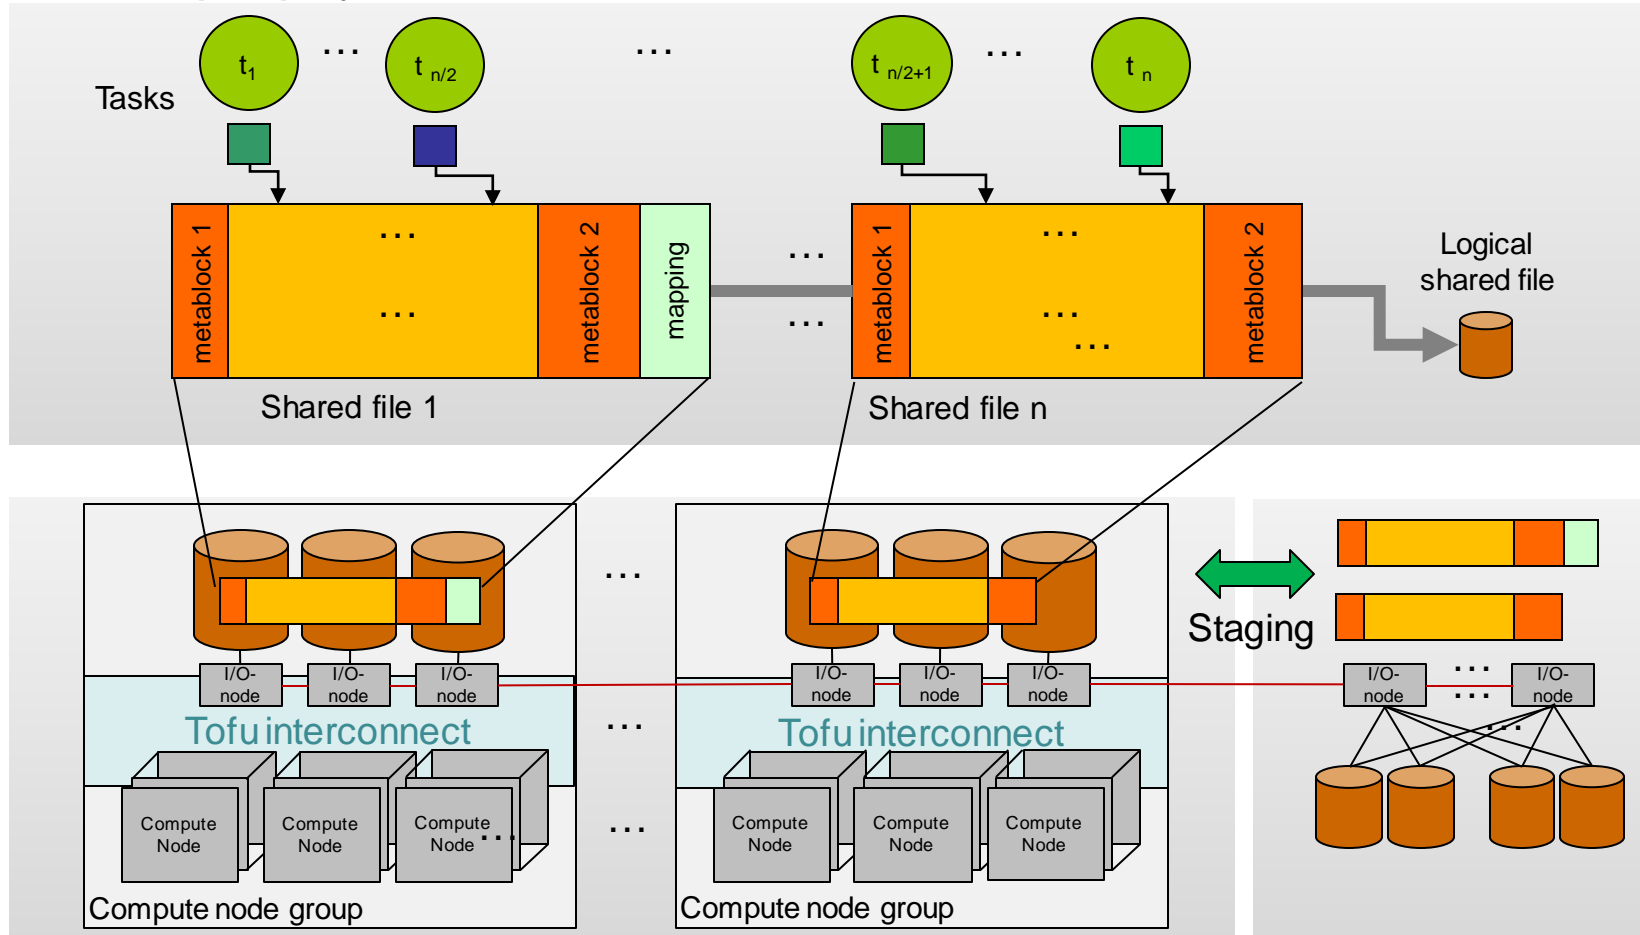 t1
...
t n/2
...
t n/2+1
...
t n
Tasks
metablock 1
...
...
metablock 2
mapping
...
...
metablock 1
...
...
...
metablock 2
Logical
shared file
Shared file 1
Shared file n
...
Staging
I/O-
node
I/O-
node
I/O-
node
I/O-
node
I/O-
node
I/O-
node
I/O-
node
...
...
I/O-
node
Tofu interconnect
...
Tofu interconnect
...
Compute
Node
Compute
Node
Compute
Node
...
...
Compute
Node
Compute
Node
Compute
Node
Compute node group
Compute node group